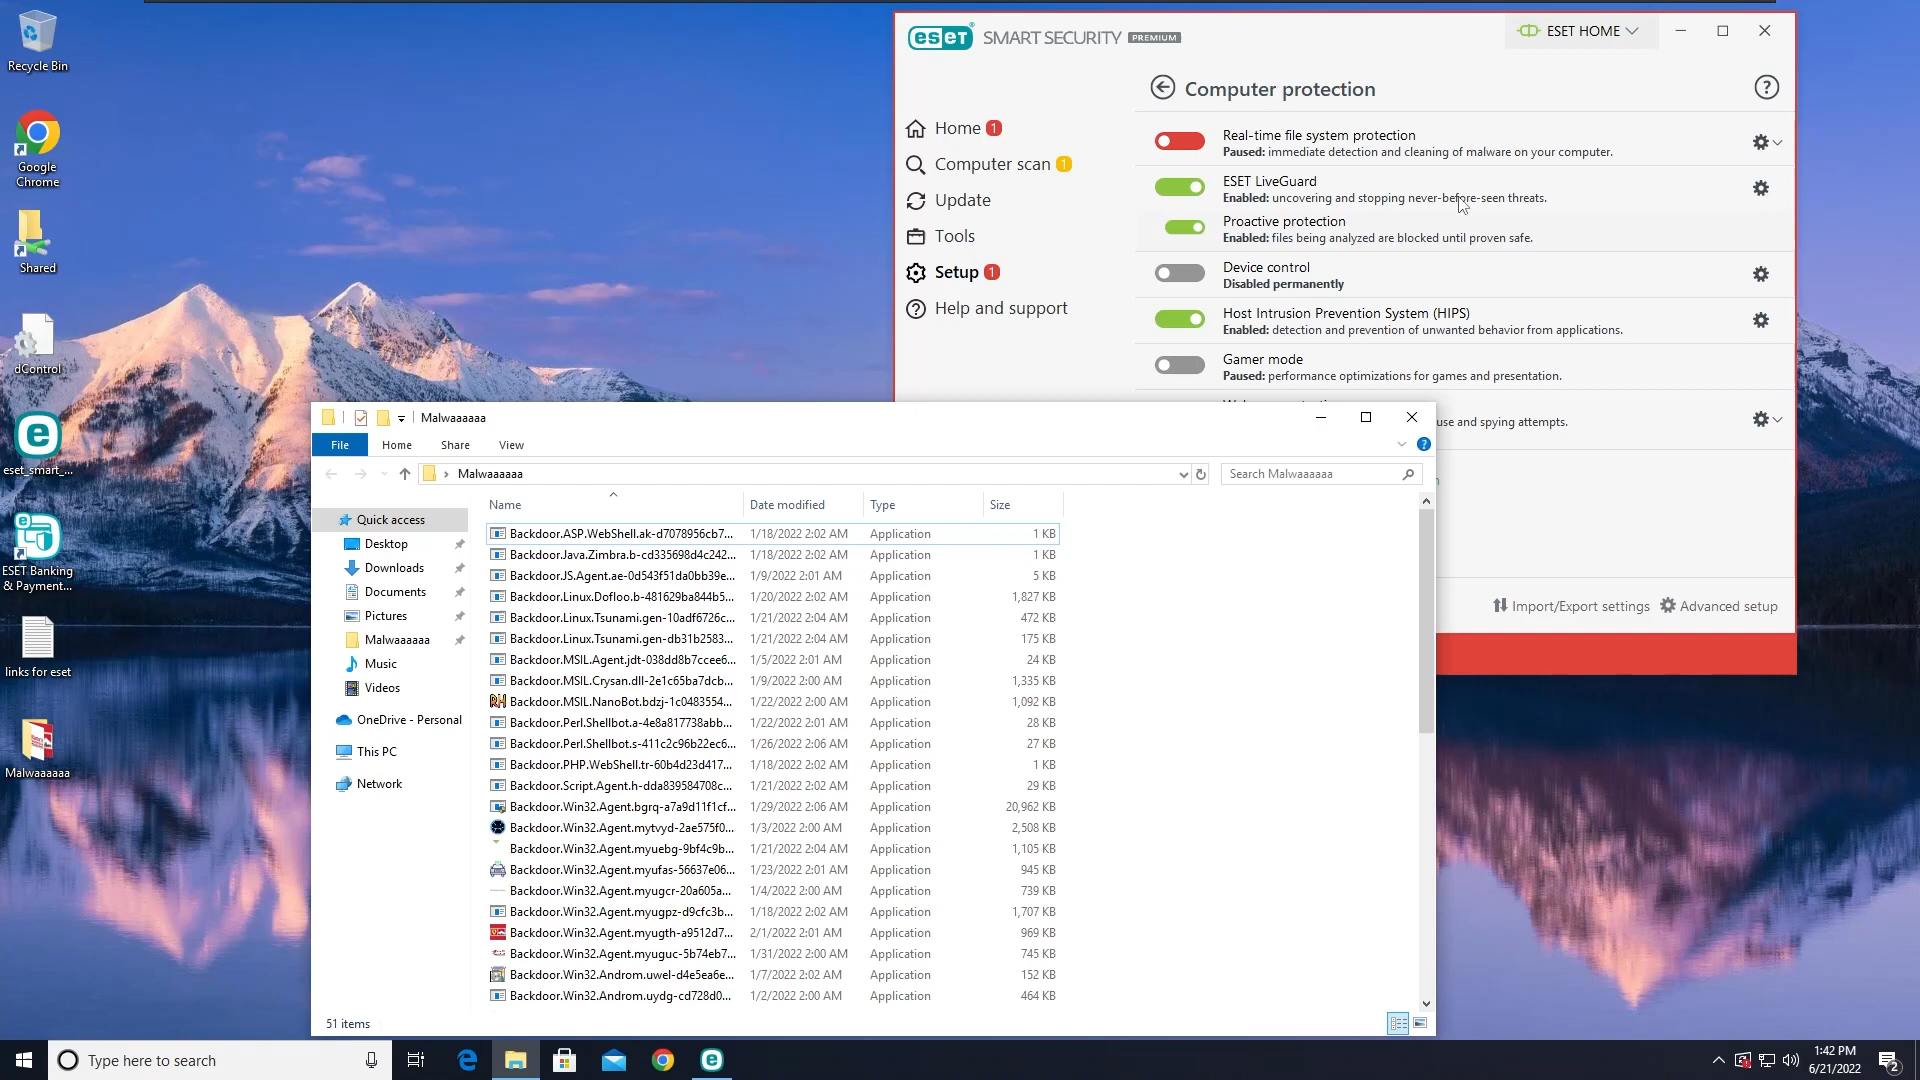 Recycle Bin
Google
Chrome
Shared
dControl
eset_smart_...
ESET Banking
& Payment...
links for eset
Malwaaaaaa
eset SMART SECURITY PREMIUM
ESET HOME
Computer protection
Home 1
Computer scan 1
Update
Tools
Setup 1
Help and support
Real-time file system protection
Paused: immediate detection and cleaning of malware on your computer.
ESET LiveGuard
Enabled: uncovering and stopping never-before-seen threats.
Proactive protection
Enabled: files being analyzed are blocked until proven safe.
Device control
Disabled permanently
Host Intrusion Prevention System (HIPS)
Enabled: detection and prevention of unwanted behavior from applications.
Gamer mode
Paused: performance optimizations for games and presentation.
use and spying attempts.
Import/Export settings Advanced setup
Malwaaaaaa
File Home Share View
Malwaaaaaa
Search Malwaaaaaa
Quick access
Desktop
Downloads
Documents
Pictures
Malwaaaaaa
Music
Videos
OneDrive - Personal
This PC
Network
Name Date modified Type Size
Backdoor.ASP.WebShell.ak-d7078956cb7... 1/18/2022 2:02 AM Application 1 KB
Backdoor.Java.Zimbra.b-cd335698d4c242... 1/18/2022 2:02 AM Application 1 KB
Backdoor.JS.Agent.ae-0d543f51da0bb39e... 1/9/2022 2:01 AM Application 5 KB
Backdoor.Linux.Dofloo.b-481629ba844b5... 1/20/2022 2:02 AM Application 1,827 KB
Backdoor.Linux.Tsunami.gen-10adf6726c... 1/21/2022 2:04 AM Application 472 KB
Backdoor.Linux.Tsunami.gen-db31b2583... 1/21/2022 2:04 AM Application 175 KB
Backdoor.MSIL.Agent.jdt-038dd8b7ccee6... 1/5/2022 2:01 AM Application 24 KB
Backdoor.MSIL.Crysan.dll-2e1c65ba7dcb... 1/9/2022 2:00 AM Application 1,335 KB
Backdoor.MSIL.NanoBot.bdzj-1c0483554... 1/22/2022 2:00 AM Application 1,092 KB
Backdoor.Perl.Shellbot.a-4e8a817738abb... 1/22/2022 2:01 AM Application 28 KB
Backdoor.Perl.Shellbot.s-411c2c96b22ec6... 1/26/2022 2:06 AM Application 27 KB
Backdoor.PHP.WebShell.tr-60b4d23d417... 1/18/2022 2:02 AM Application 1 KB
Backdoor.Script.Agent.h-dda839584708c... 1/21/2022 2:02 AM Application 29 KB
Backdoor.Win32.Agent.bgrq-a7a9d11f1cf... 1/29/2022 2:06 AM Application 20,962 KB
Backdoor.Win32.Agent.mytvyd-2ae575f0... 1/3/2022 2:00 AM Application 2,508 KB
Backdoor.Win32.Agent.myuebg-9bf4c9b... 1/21/2022 2:04 AM Application 1,105 KB
Backdoor.Win32.Agent.myufas-56637e06... 1/23/2022 2:01 AM Application 945 KB
Backdoor.Win32.Agent.myugcr-20a605a... 1/4/2022 2:00 AM Application 739 KB
Backdoor.Win32.Agent.myugpz-d9cfc3b... 1/18/2022 2:02 AM Application 1,707 KB
Backdoor.Win32.Agent.myugth-a9512d7... 2/1/2022 2:01 AM Application 969 KB
Backdoor.Win32.Agent.myuguc-5b74eb7... 1/31/2022 2:00 AM Application 745 KB
Backdoor.Win32.Androm.uwel-d4e5ea6e... 1/7/2022 2:02 AM Application 152 KB
Backdoor.Win32.Androm.uydg-cd728d0... 1/2/2022 2:00 AM Application 464 KB
51 items
Type here to search
1:42 PM
6/21/2022
2